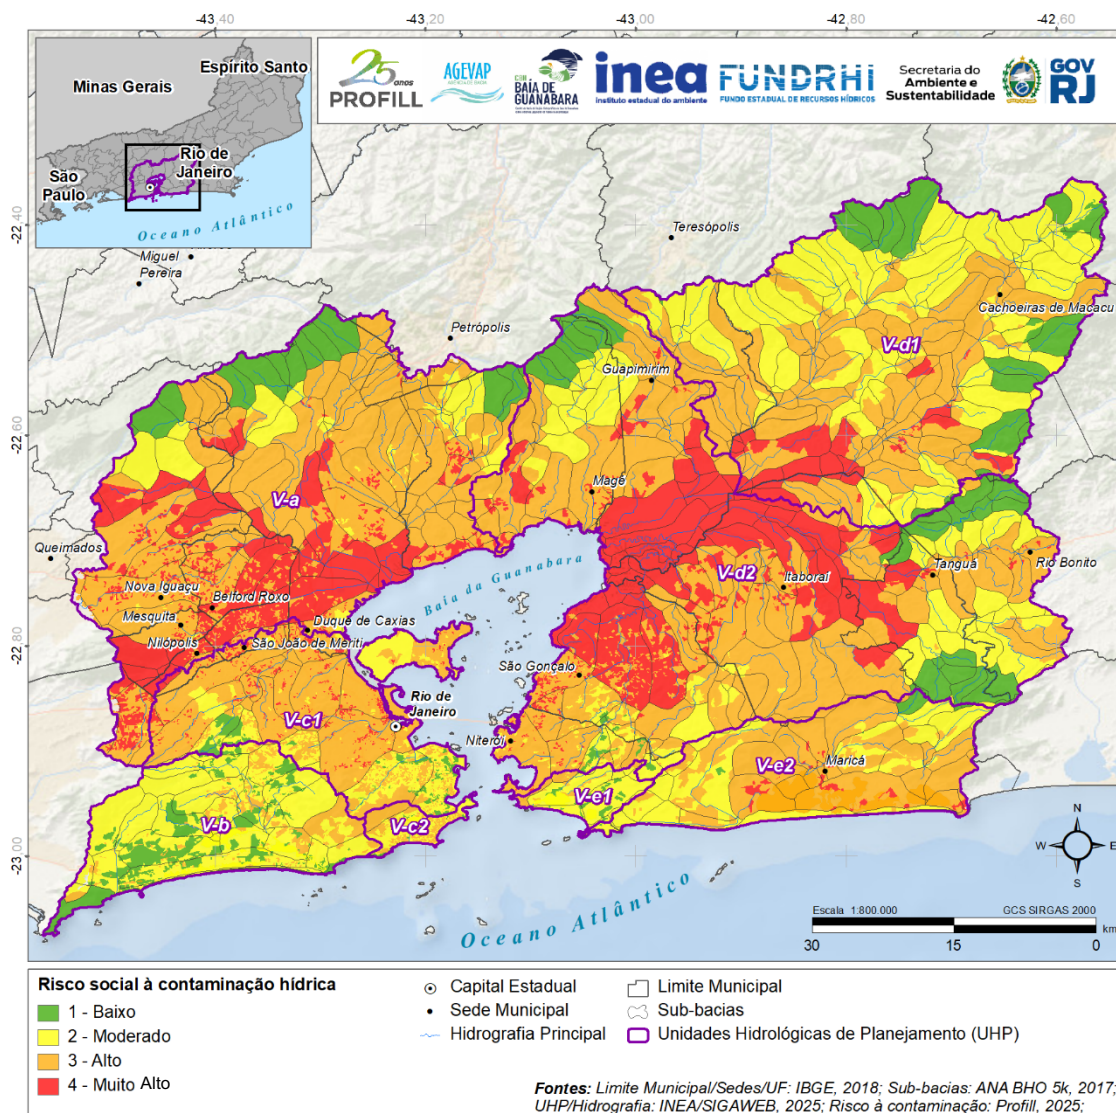 -43,40
-43,20
-43,00
-42,80
-42,60
Minas Gerais
Espírito Santo
Rio de
Janeiro
São
Paulo
Oceano Atlântico
25
anos
PROFILL
AGEVAP
CBH
BAÍA DE
GUANABARA
inea
instituto estadual do ambiente
FUNDRHI
FUNDO ESTADUAL DE RECURSOS HÍDRICOS
Secretaria do
Ambiente e
Sustentabilidade
GOV
RJ
-22,40
-22,60
-22,80
-23,00
Miguel
Pereira
Teresópolis
Petrópolis
Cachoeiras de Macacu
V-d1
Guapimirim
Magé
V-a
Queimados
Nova Iguaçu
Belford Roxo
Mesquita
Nilópolis
Duque de Caxias
São João de Meriti
Baía da Guanabara
V-d2
Itaboraí
Tanguá
Rio Bonito
São Gonçalo
Rio de
Janeiro
V-c1
Niterói
V-e2
Maricá
V-e1
V-b
V-c2
Oceano Atlântico
N
W
E
S
Escala 1:800.000
GCS SIRGAS 2000
km
30
15
0
Risco social à contaminação hídrica
1 - Baixo
2 - Moderado
3 - Alto
4 - Muito Alto
Capital Estadual
Sede Municipal
Hidrografia Principal
Limite Municipal
Sub-bacias
Unidades Hidrológicas de Planejamento (UHP)
Fontes: Limite Municipal/Sedes/UF: IBGE, 2018; Sub-bacias: ANA BHO 5k, 2017;
UHP/Hidrografia: INEA/SIGAWEB, 2025; Risco à contaminação: Profill, 2025;